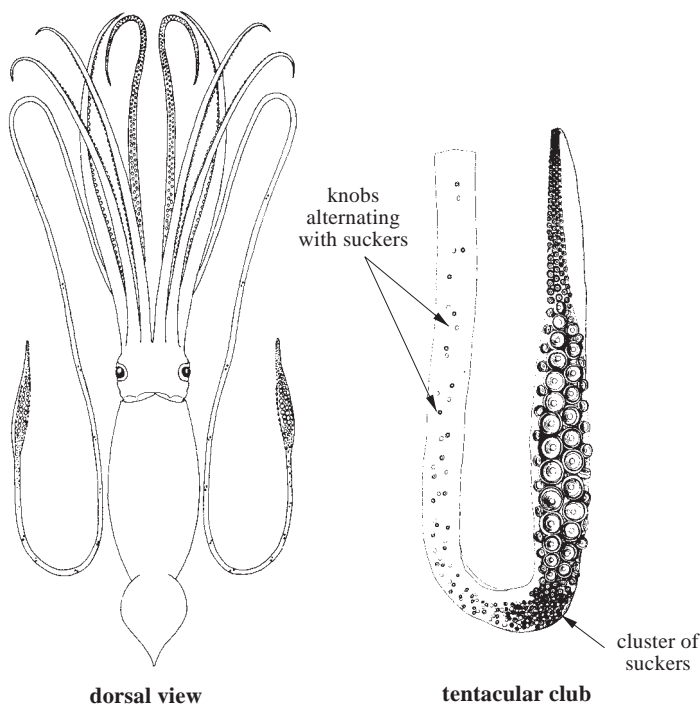 knobs
alternating
with suckers
cluster of
suckers
dorsal view
tentacular club